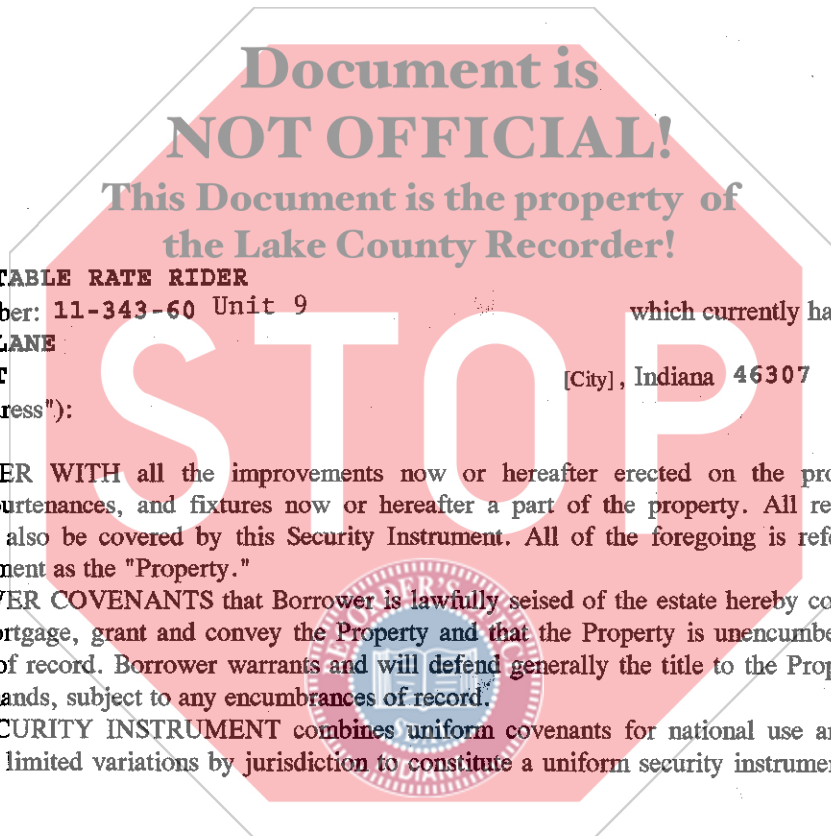 Document is
NOT OFFICIAL!
This Document is the property of
the Lake County Recorder!
TABLE RATE RIDER
ber: 11-343-60 Unit 9 which currently ha
LANE
T [City], Indiana 46307
ress"):
STOP
ER WITH all the improvements now or hereafter erected on the pro
urtenances, and fixtures now or hereafter a part of the property. All re
also be covered by this Security Instrument. All of the foregoing is refe
ment as the "Property."
VER COVENANTS that Borrower is lawfully seised of the estate hereby co
ortgage, grant and convey the Property and that the Property is unencumbe
of record. Borrower warrants and will defend generally the title to the Prop
ands, subject to any encumbrances of record.
CURITY INSTRUMENT combines uniform covenants for national use an
limited variations by jurisdiction to constitute a uniform security instrumen